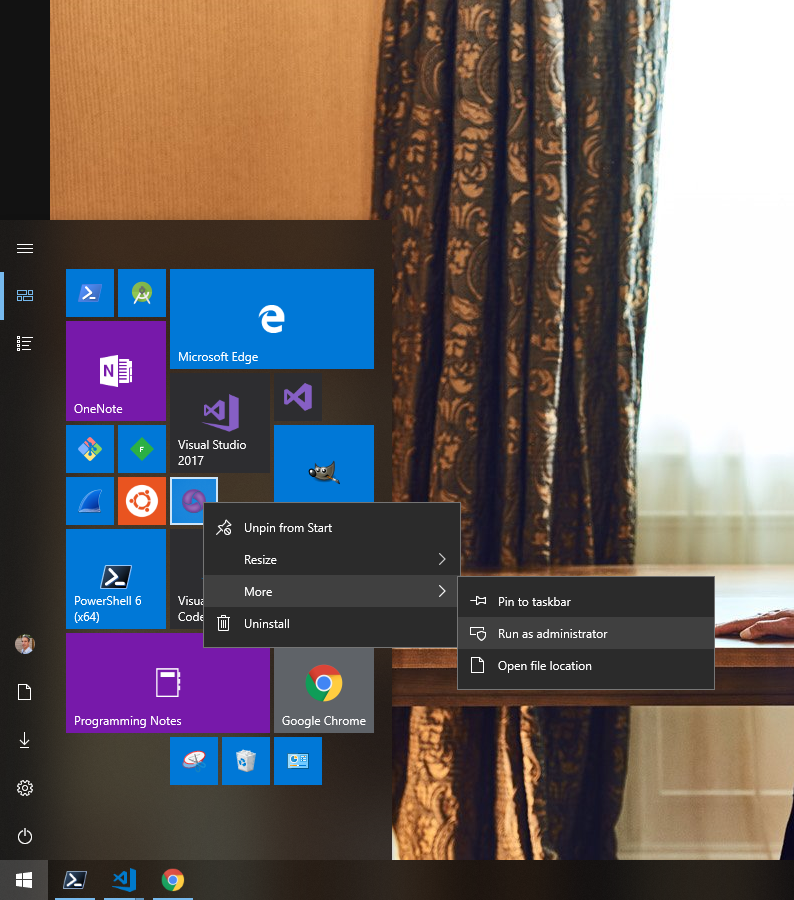 Microsoft Edge
OneNote
Visual Studio
2017
PowerShell 6
(x64)
Visua
Code
Programming Notes
Google Chrome
Unpin from Start
Resize
More
Uninstall
Pin to taskbar
Run as administrator
Open file location